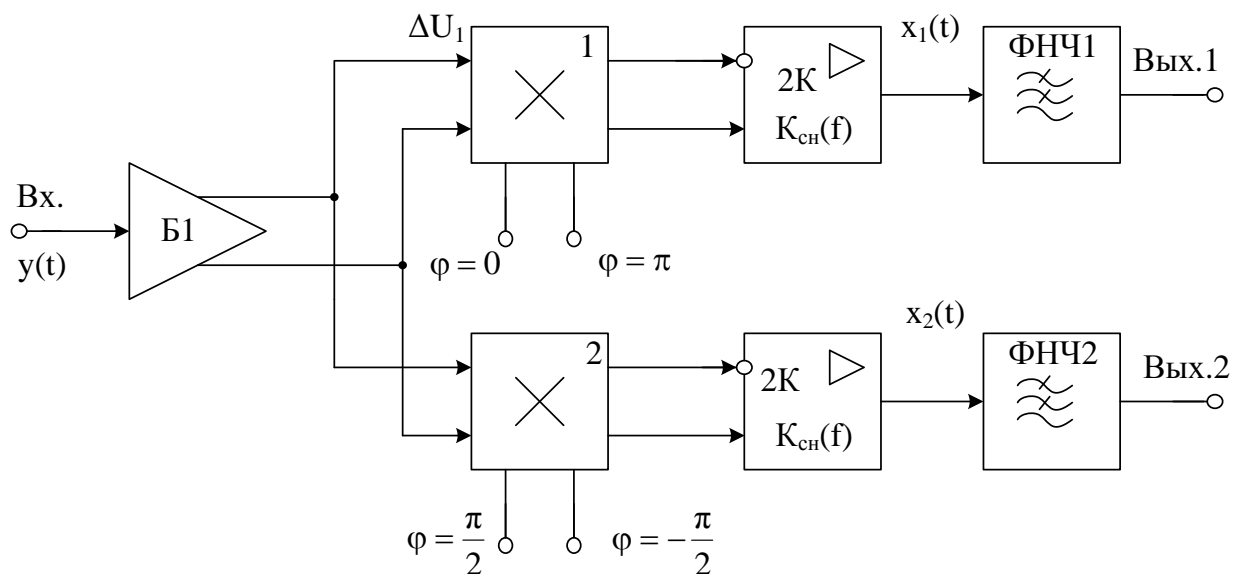 ΔU₁
1
2К
Kсн(f)
x₁(t)
ФНЧ1
Вых.1
Вх.
y(t)
Б1
φ = 0
φ = π
2
2К
Kсн(f)
x₂(t)
ФНЧ2
Вых.2
φ = π/2
φ = −π/2